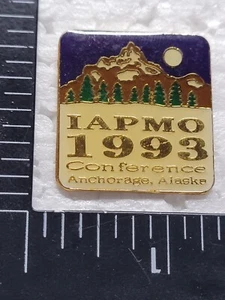 IAPMO
1993
Conference
Anchorage, Alaska